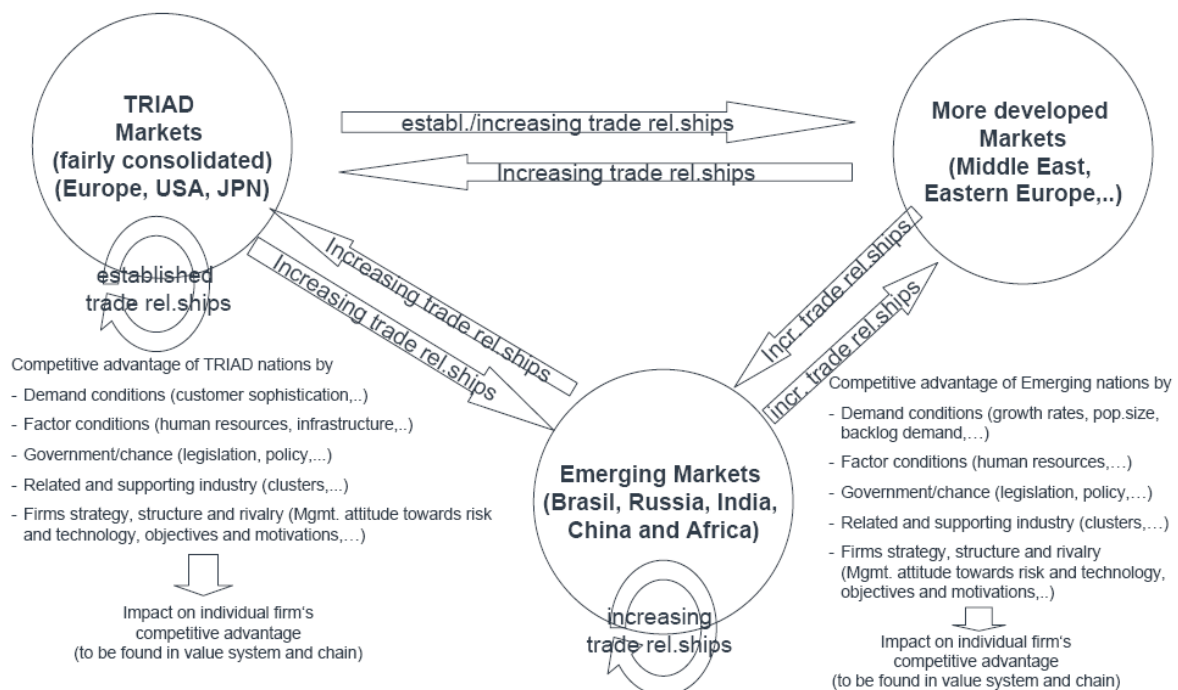 TRIAD
Markets
(fairly consolidated)
(Europe, USA, JPN)
establ./increasing trade rel.ships
Increasing trade rel.ships
More developed
Markets
(Middle East,
Eastern Europe,..)
established
trade rel.ships
Increasing trade rel.ships
Increasing trade rel.ships
Incr. trade rel.ships
incr. trade rel.ships
Competitive advantage of TRIAD nations by
- Demand conditions (customer sophistication,..)
- Factor conditions (human resources, infrastructure,..)
- Government/chance (legislation, policy,...)
- Related and supporting industry (clusters,...)
- Firms strategy, structure and rivalry (Mgmt. attitude towards risk
and technology, objectives and motivations,…)
Impact on individual firm‘s
competitive advantage
(to be found in value system and chain)
Emerging Markets
(Brasil, Russia, India,
China and Africa)
increasing
trade rel.ships
Competitive advantage of Emerging nations by
- Demand conditions (growth rates, pop.size,
backlog demand,…)
- Factor conditions (human resources,…)
- Government/chance (legislation, policy,…)
- Related and supporting industry (clusters,…)
- Firms strategy, structure and rivalry
(Mgmt. attitude towards risk and technology,
objectives and motivations,..)
Impact on individual firm‘s
competitive advantage
(to be found in value system and chain)